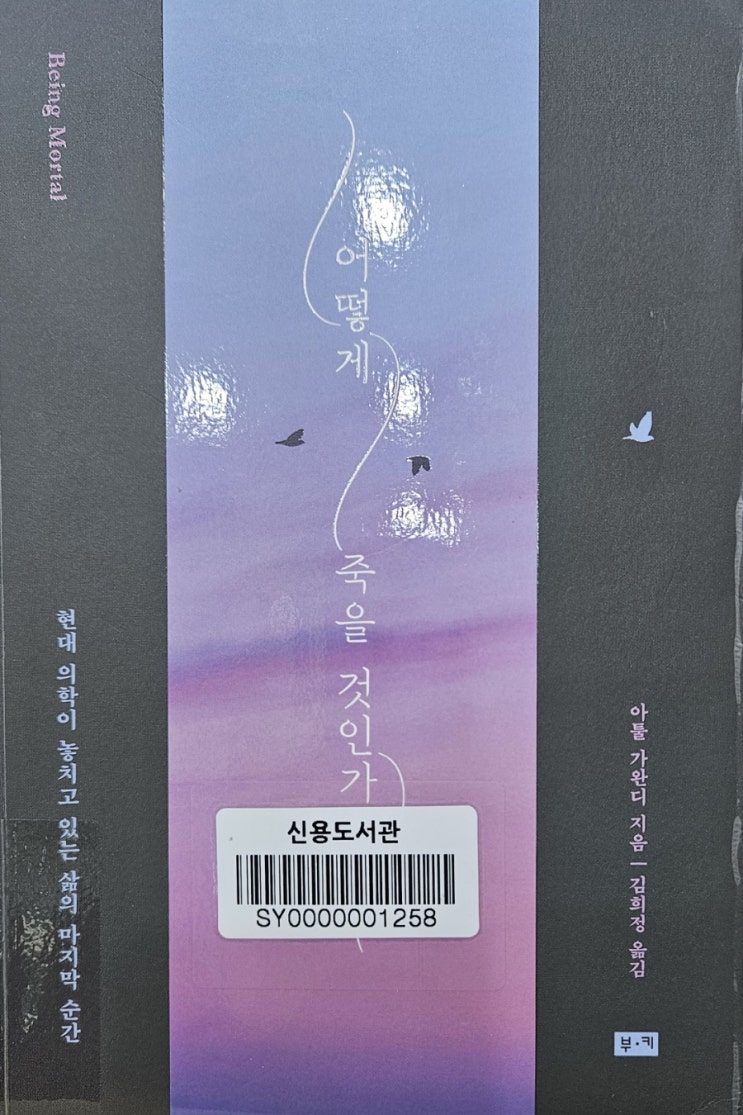 Being Mortal
현대 의학이 놓치고 있는 삶의 마지막 순간
어떻게
죽을 것인가
신용도서관
SY0000001258
아툴 가완디 지음 — 김희정 옮김
부·키